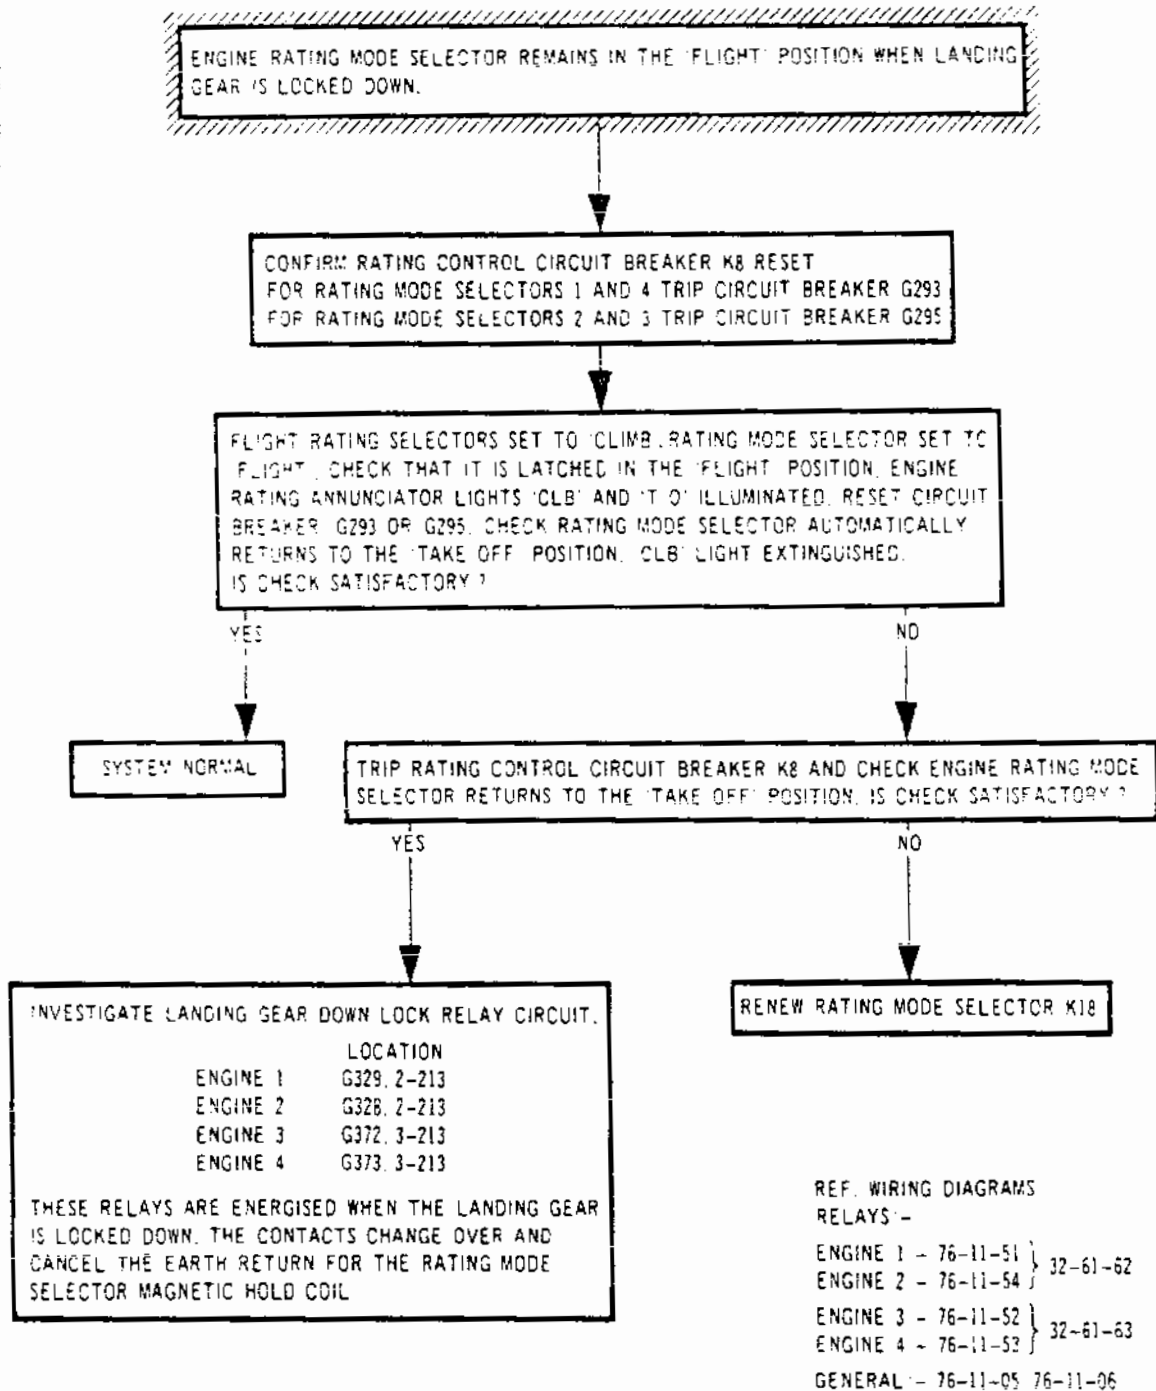 ENGINE RATING MODE SELECTOR REMAINS IN THE 'FLIGHT' POSITION WHEN LANDING
GEAR IS LOCKED DOWN.
CONFIRM RATING CONTROL CIRCUIT BREAKER K8 RESET
FOR RATING MODE SELECTORS 1 AND 4 TRIP CIRCUIT BREAKER G293
FOR RATING MODE SELECTORS 2 AND 3 TRIP CIRCUIT BREAKER G295
FLIGHT RATING SELECTORS SET TO 'CLIMB'. RATING MODE SELECTOR SET TO
'FLIGHT'. CHECK THAT IT IS LATCHED IN THE 'FLIGHT' POSITION, ENGINE
RATING ANNUNCIATOR LIGHTS 'CLB' AND 'T O' ILLUMINATED. RESET CIRCUIT
BREAKER G293 OR G295. CHECK RATING MODE SELECTOR AUTOMATICALLY
RETURNS TO THE 'TAKE OFF' POSITION, 'CLB' LIGHT EXTINGUISHED.
IS CHECK SATISFACTORY ?
YES
NO
SYSTEM NORMAL
TRIP RATING CONTROL CIRCUIT BREAKER K8 AND CHECK ENGINE RATING MODE
SELECTOR RETURNS TO THE 'TAKE OFF' POSITION. IS CHECK SATISFACTORY ?
YES
NO
INVESTIGATE LANDING GEAR DOWN LOCK RELAY CIRCUIT.
LOCATION
ENGINE 1 G329, 2-213
ENGINE 2 G328, 2-213
ENGINE 3 G372, 3-213
ENGINE 4 G373, 3-213
THESE RELAYS ARE ENERGISED WHEN THE LANDING GEAR
IS LOCKED DOWN. THE CONTACTS CHANGE OVER AND
CANCEL THE EARTH RETURN FOR THE RATING MODE
SELECTOR MAGNETIC HOLD COIL
RENEW RATING MODE SELECTOR K18
REF. WIRING DIAGRAMS
RELAYS :-
ENGINE 1 - 76-11-51
ENGINE 2 - 76-11-54 } 32-61-62
ENGINE 3 - 76-11-52
ENGINE 4 - 76-11-53 } 32-61-63
GENERAL :- 76-11-05 76-11-06